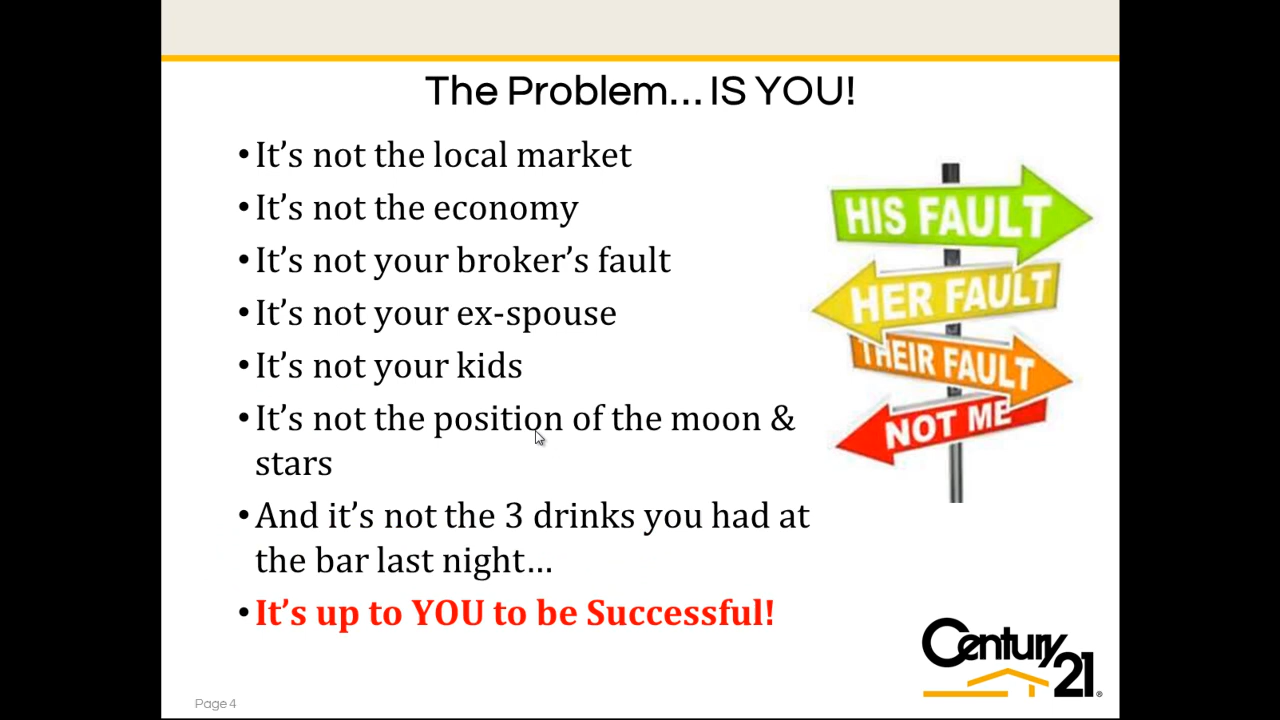 The Problem... IS YOU!
•It's not the local market
•It's not the economy
•It's not your broker's fault
•It's not your ex-spouse
•It's not your kids
•It's not the position of the moon &
stars
•And it's not the 3 drinks you had at
the bar last night…
•It's up to YOU to be Successful!
HIS FAULT
HER FAULT
THEIR FAULT
NOT ME
Century
21®
Page 4